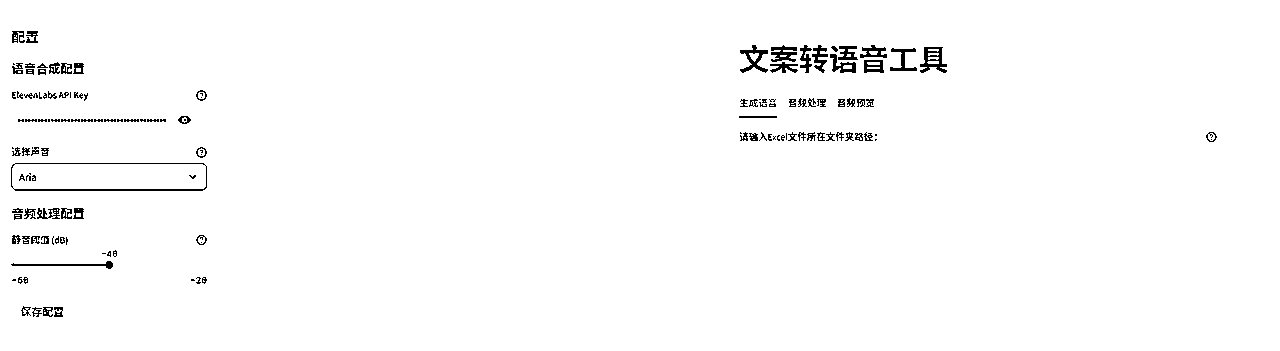 配置
语音合成配置
ElevenLabs API Key
选择声音
Aria
音频处理配置
静音阈值 (dB)
-40
-60
-20
保存配置
文案转语音工具
生成语音 音频处理 音频预览
请输入Excel文件所在文件夹路径：